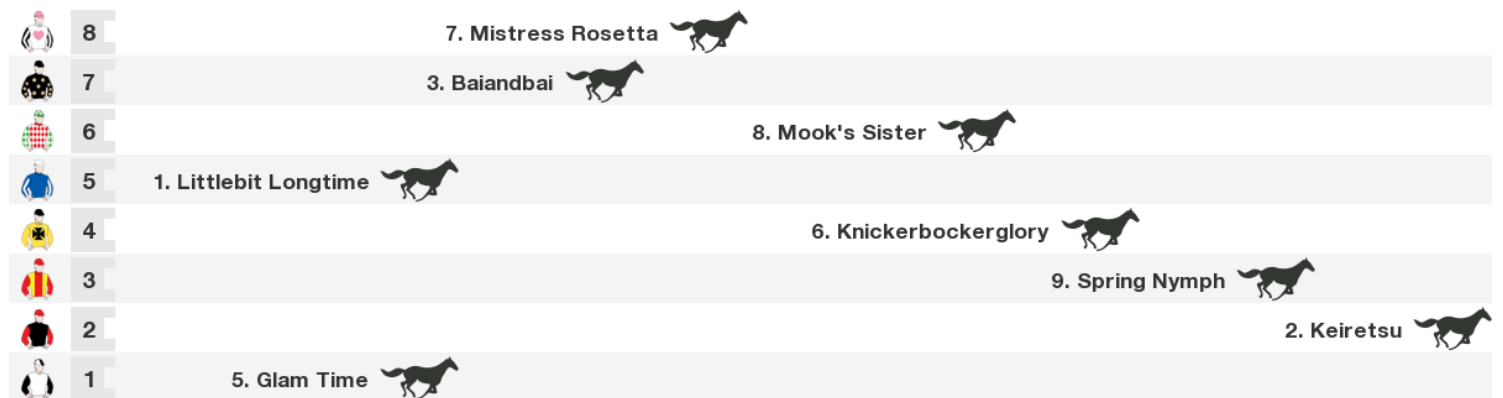 8 7. Mistress Rosetta
7 3. Baiandbai
6 8. Mook's Sister
5 1. Littlebit Longtime
4 6. Knickerbockerglory
3 9. Spring Nymph
2 2. Keiretsu
1 5. Glam Time